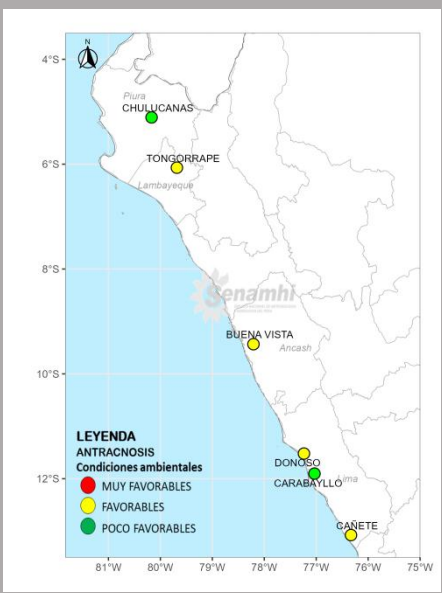 N
4°S
Piura
CHULUCANAS
6°S
TONGORRAPE
Lambayeque
8°S
Senamhi
BUENA VISTA
Ancash
10°S
LEYENDA
ANTRACNOSIS
Condiciones ambientales
MUY FAVORABLES
FAVORABLES
POCO FAVORABLES
DONOSO
12°S
Lima
CARABAYLLO
CAÑETE
81°W 80°W 79°W 78°W 77°W 76°W 75°W